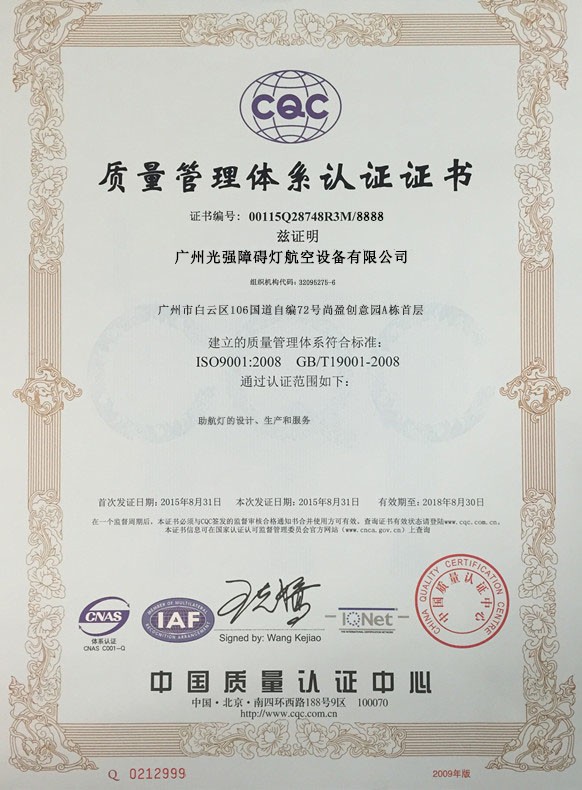 CQC
质量管理体系认证证书
证书编号: 00115Q28748R3M/8888
兹证明
广州光强障碍灯航空设备有限公司
组织机构代码:32095275-6
广州市白云区106国道自编72号尚盈创意园A栋首层
建立的质量管理体系符合标准:
ISO9001:2008 GB/T19001-2008
通过认证范围如下:
助航灯的设计、生产和服务
首次发证日期:2015年8月31日 本次发证日期:2015年8月31日 有效期至:2018年8月30日
在一个监督周期后,本证书必须与CQC签发的监督审核合格通知书合并使用方可有效。查询证书有效状态请登陆www.cqc.com.cn,
本证书信息可在国家认证认可监督管理委员会官方网站(www.cnca.gov.cn)上查询
CNAS
体系认证
CNAS C001-Q
MEMBER OF MULTILATERAL
IAF
RECOGNITION ARRANGEMENT
王克娇
Signed by: Wang Kejiao
IQNet
THE INTERNATIONAL CERTIFICATION NETWORK
CHINA QUALITY CERTIFICATION CENTRE
中国质量认证中心
中国质量认证中心
中国·北京·南四环西路188号9区 100070
http://www.cqc.com.cn
Q 0212999
2009年版